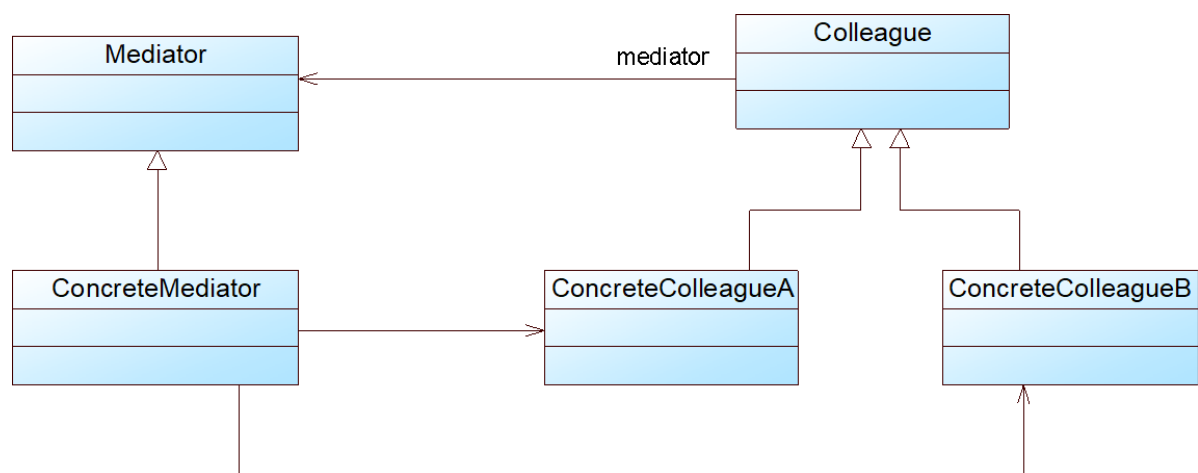 Mediator
mediator
Colleague
ConcreteMediator
ConcreteColleagueA
ConcreteColleagueB